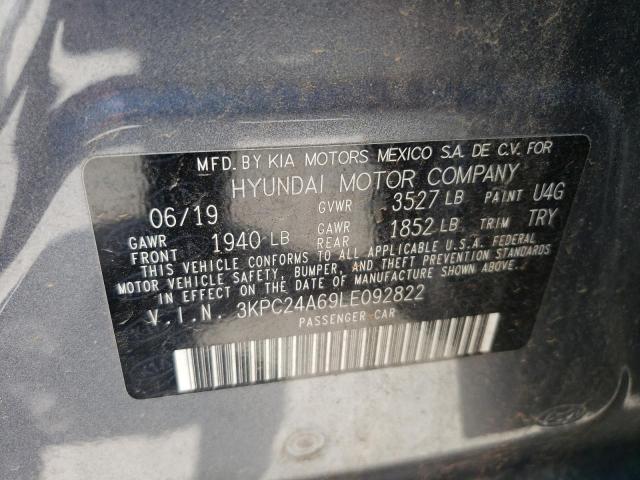 MFD. BY KIA MOTORS MEXICO S.A. DE C.V. FOR
HYUNDAI MOTOR COMPANY
06/19 GVWR 3527 LB PAINT U4G
GAWR FRONT 1940 LB GAWR REAR 1852 LB TRIM TRY
THIS VEHICLE CONFORMS TO ALL APPLICABLE U.S.A. FEDERAL
MOTOR VEHICLE SAFETY, BUMPER, AND THEFT PREVENTION STANDARDS
IN EFFECT ON THE DATE OF MANUFACTURE SHOWN ABOVE.
V.I.N. 3KPC24A69LE092822
PASSENGER CAR